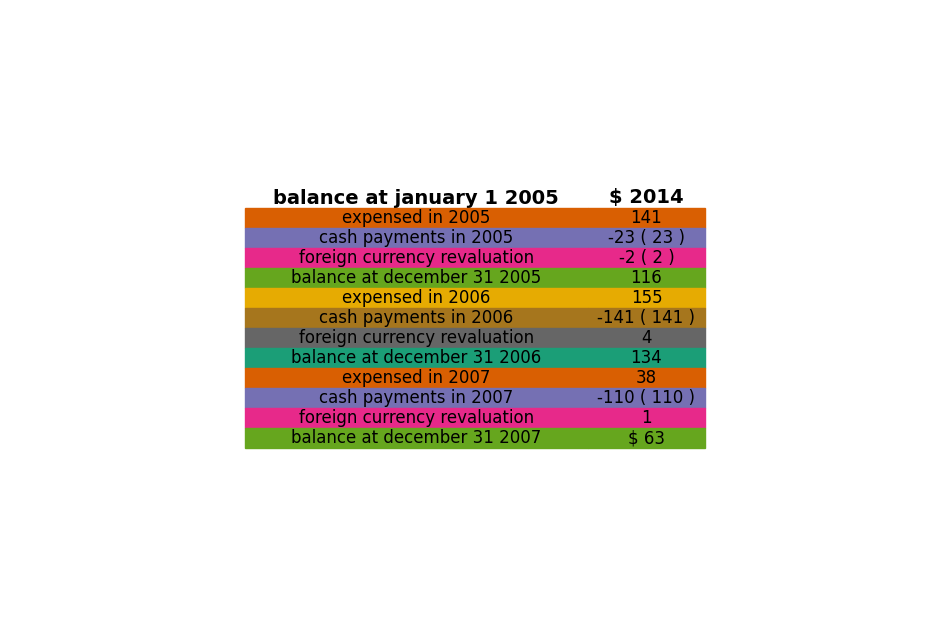 balance at january 1 2005 $ 2014
expensed in 2005 141
cash payments in 2005 -23 ( 23 )
foreign currency revaluation -2 ( 2 )
balance at december 31 2005 116
expensed in 2006 155
cash payments in 2006 -141 ( 141 )
foreign currency revaluation 4
balance at december 31 2006 134
expensed in 2007 38
cash payments in 2007 -110 ( 110 )
foreign currency revaluation 1
balance at december 31 2007 $ 63